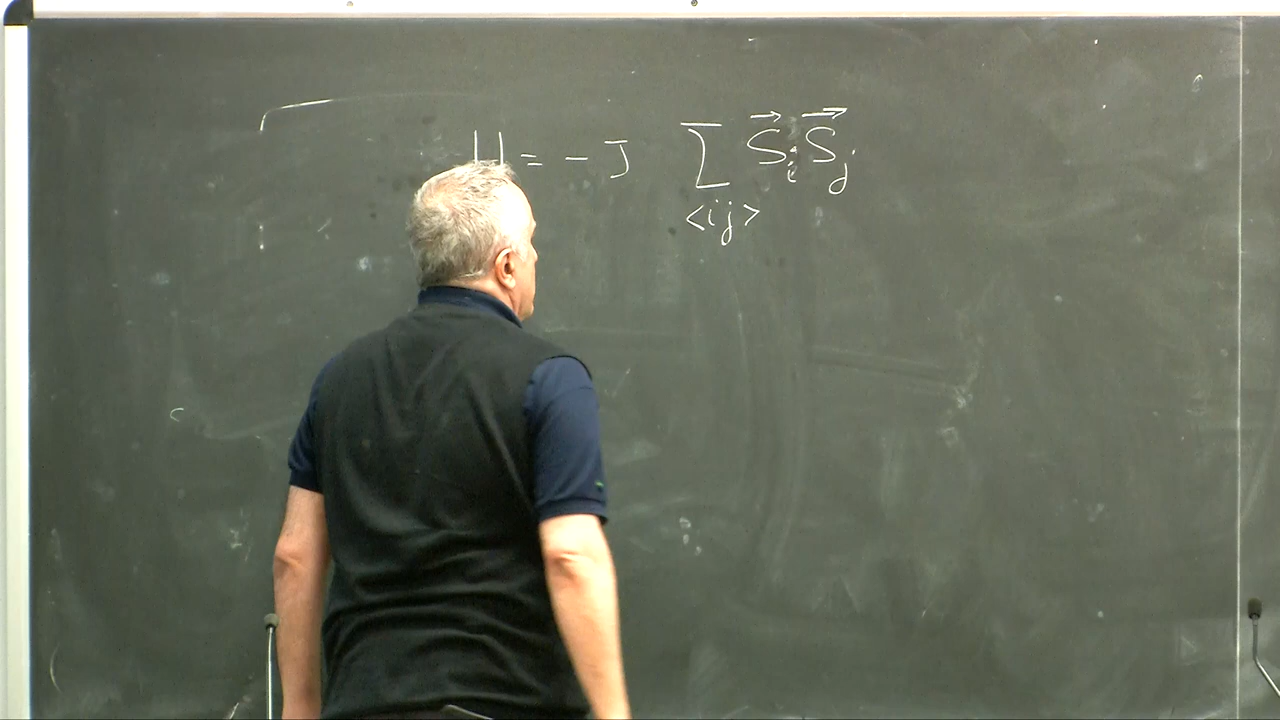 H = - J ∑ S⃗ᵢ S⃗ⱼ
<ij>